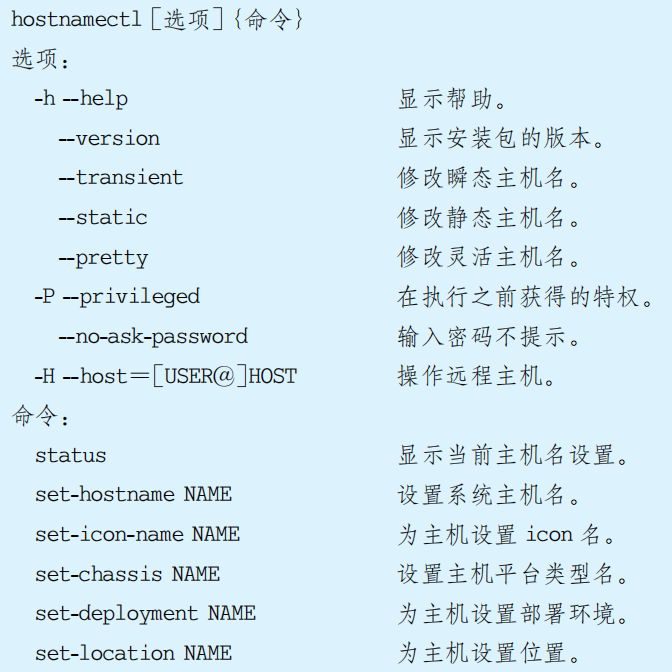 hostnamectl [选项] {命令}
选项：
-h --help 显示帮助。
--version 显示安装包的版本。
--transient 修改瞬态主机名。
--static 修改静态主机名。
--pretty 修改灵活主机名。
-P --privileged 在执行之前获得的特权。
--no-ask-password 输入密码不提示。
-H --host=[USER@]HOST 操作远程主机。
命令：
status 显示当前主机名设置。
set-hostname NAME 设置系统主机名。
set-icon-name NAME 为主机设置 icon 名。
set-chassis NAME 设置主机平台类型名。
set-deployment NAME 为主机设置部署环境。
set-location NAME 为主机设置位置。